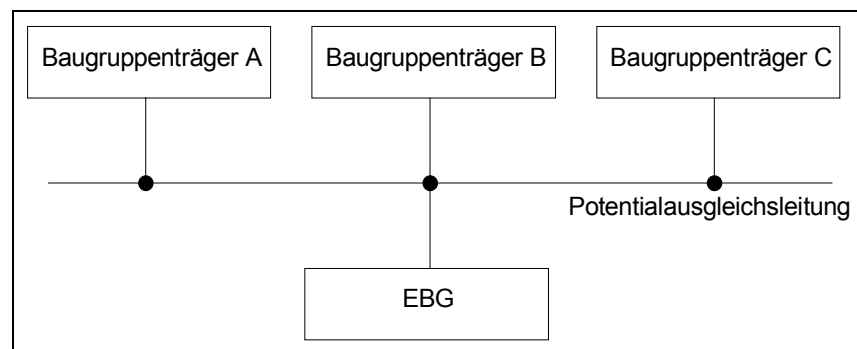 Baugruppenträger A
Baugruppenträger B
Baugruppenträger C
Potentialausgleichsleitung
EBG